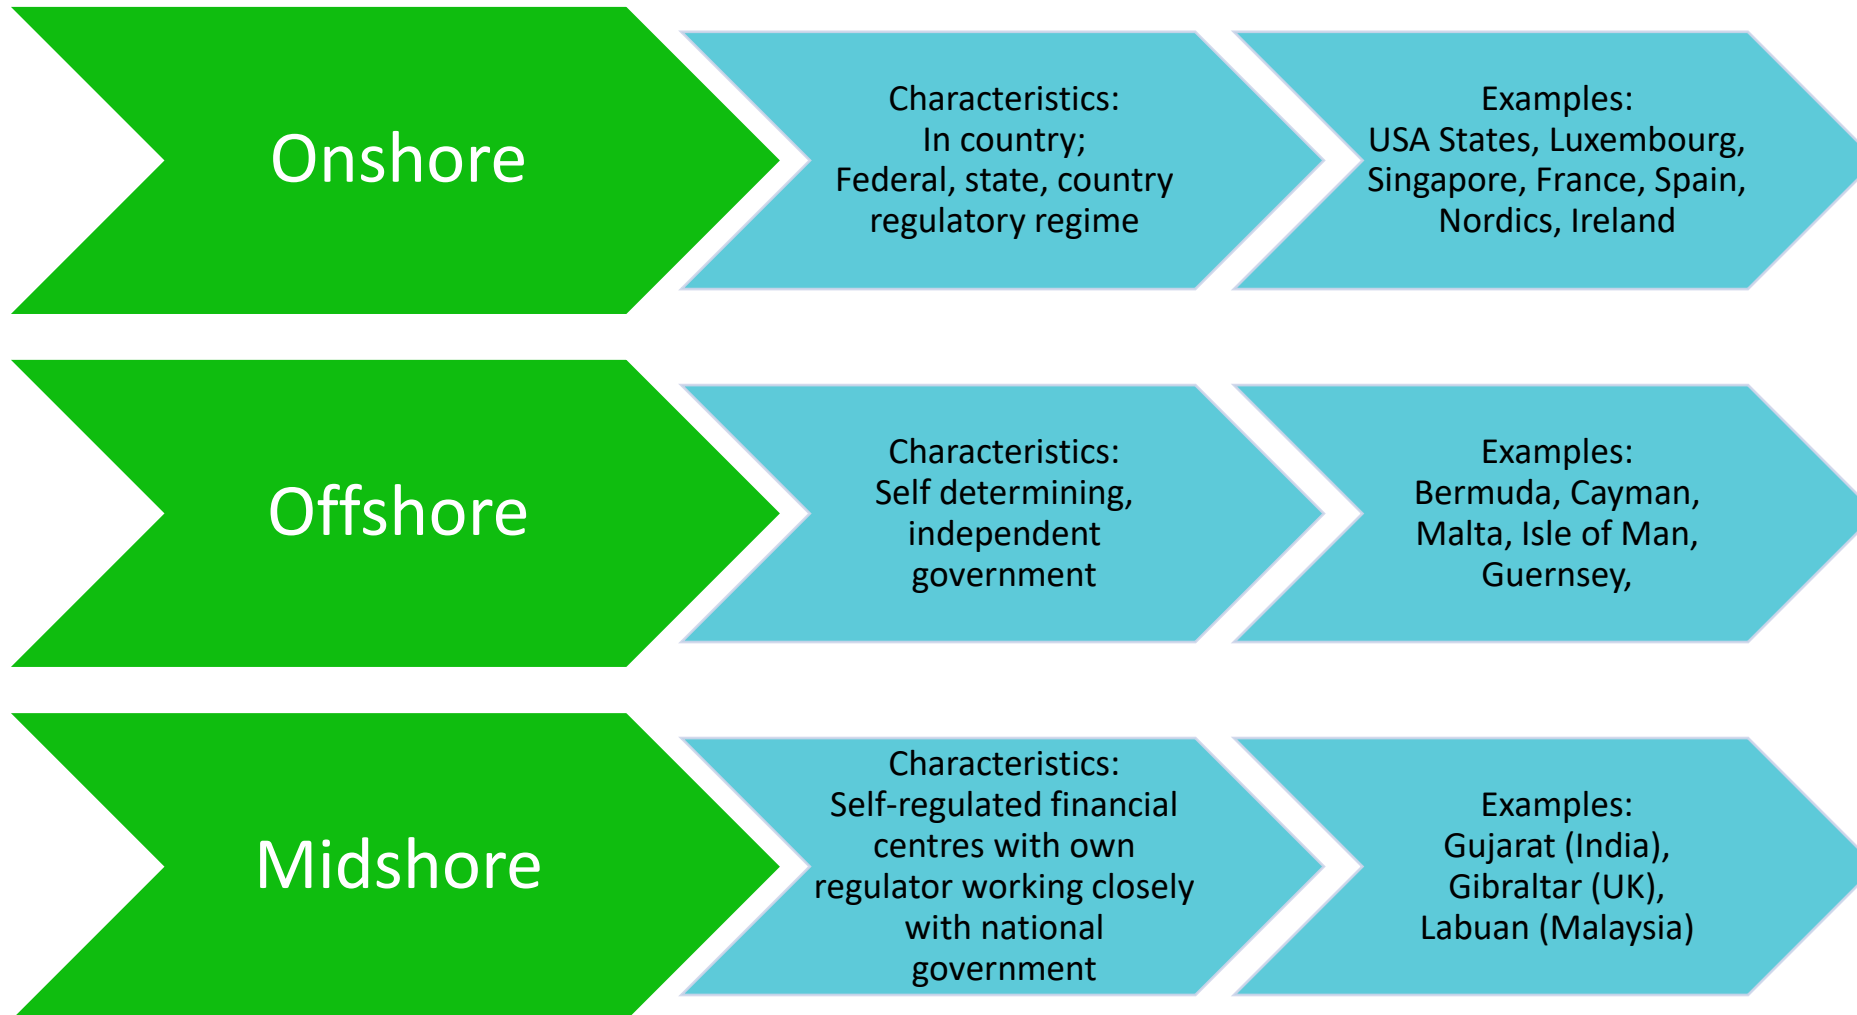 Onshore
Characteristics:
In country;
Federal, state, country
regulatory regime
Examples:
USA States, Luxembourg,
Singapore, France, Spain,
Nordics, Ireland
Offshore
Characteristics:
Self determining,
independent
government
Examples:
Bermuda, Cayman,
Malta, Isle of Man,
Guernsey,
Midshore
Characteristics:
Self-regulated financial
centres with own
regulator working closely
with national
government
Examples:
Gujarat (India),
Gibraltar (UK),
Labuan (Malaysia)